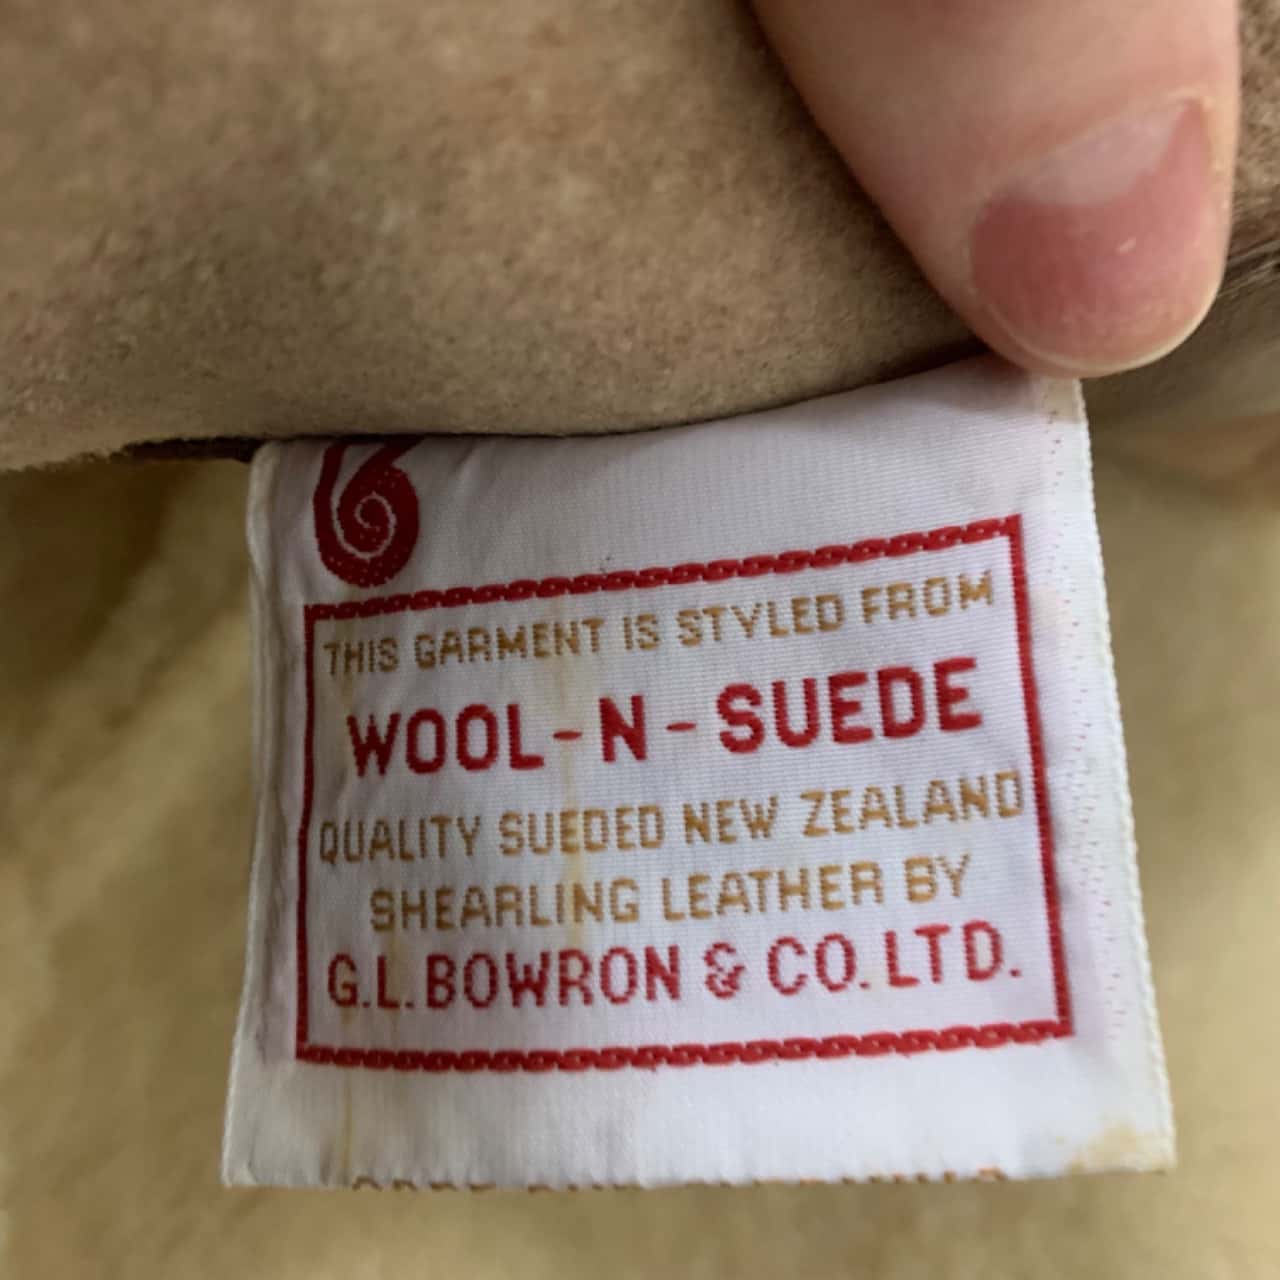 THIS GARMENT IS STYLED FROM
WOOL-N-SUEDE
QUALITY SUEDED NEW ZEALAND
SHEARLING LEATHER BY
G.L. BOWRON & CO. LTD.